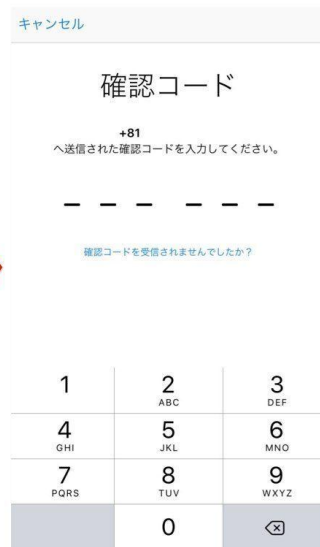 キャンセル
確認コード
+81
へ送信された確認コードを入力してください。
確認コードを受信されませんでしたか？
1
2
3
ABC
DEF
4
5
6
GHI
JKL
MNO
7
8
9
PQRS
TUV
WXYZ
0